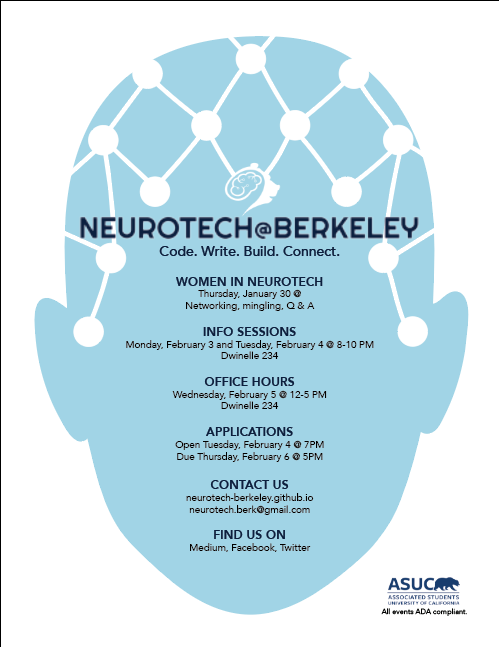 NEUROTECH@BERKELEY
Code. Write. Build. Connect.
WOMEN IN NEUROTECH
Thursday, January 30 @
Networking, mingling, Q & A
INFO SESSIONS
Monday, February 3 and Tuesday, February 4 @ 8-10 PM
Dwinelle 234
OFFICE HOURS
Wednesday, February 5 @ 12-5 PM
Dwinelle 234
APPLICATIONS
Open Tuesday, February 4 @ 7PM
Due Thursday, February 6 @ 5PM
CONTACT US
neurotech-berkeley.github.io
neurotech.berk@gmail.com
FIND US ON
Medium, Facebook, Twitter
ASUC
ASSOCIATED STUDENTS
UNIVERSITY OF CALIFORNIA
All events ADA compliant.